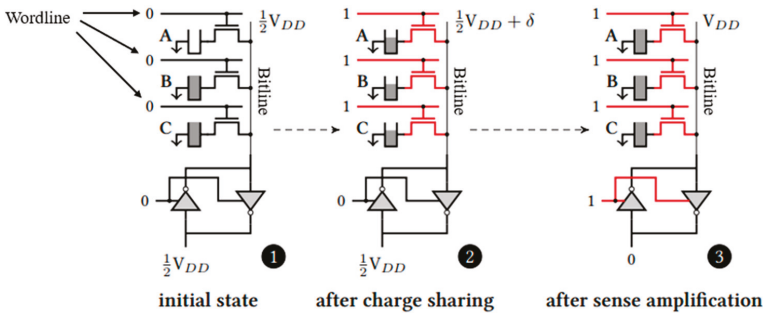 Wordline
0
½V_DD
A
0
B
0
C
Bitline
0
½V_DD
1
initial state
1
½V_DD + δ
A
1
B
1
C
Bitline
0
½V_DD
2
after charge sharing
1
V_DD
A
1
B
1
C
Bitline
1
0
3
after sense amplification